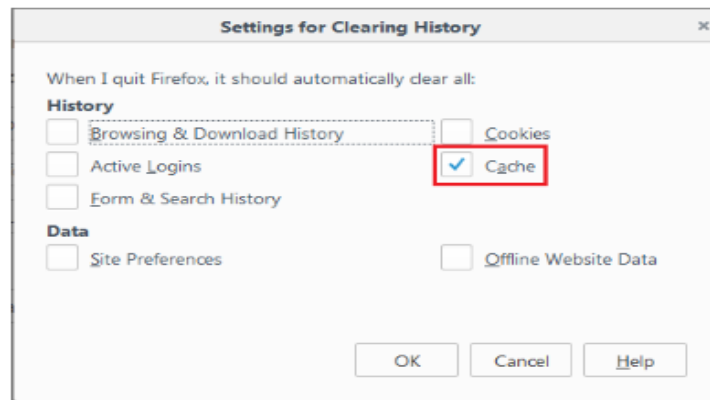 Settings for Clearing History
When I quit Firefox, it should automatically clear all:
History
Browsing & Download History
Cookies
Active Logins
Cache
Form & Search History
Data
Site Preferences
Offline Website Data
OK
Cancel
Help